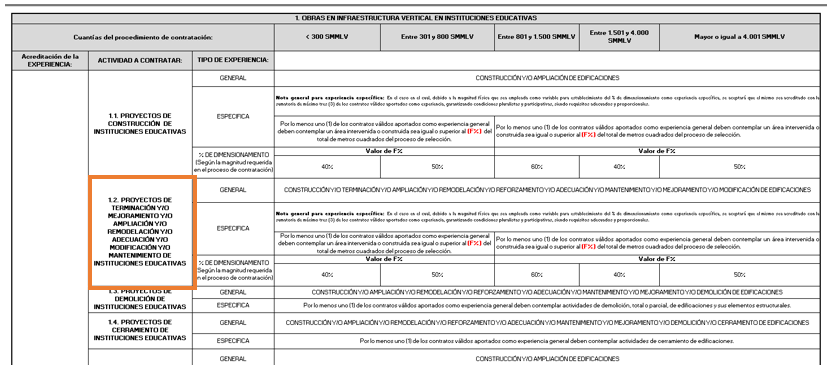 1. OBRAS EN INFRAESTRUCTURA VERTICAL EN INSTITUCIONES EDUCATIVAS
Cuantías del procedimiento de contratación: < 300 SMMLV Entre 301 y 800 SMMLV Entre 801 y 1.500 SMMLV Entre 1.501 y 4.000 SMMLV Mayor o igual a 4.001 SMMLV
Acreditación de la EXPERIENCIA: ACTIVIDAD A CONTRATAR: TIPO DE EXPERIENCIA:
1.1. PROYECTOS DE
CONSTRUCCIÓN DE
INSTITUCIONES EDUCATIVAS
GENERAL
CONSTRUCCIÓN Y/O AMPLIACIÓN DE EDIFICACIONES
ESPECIFICA
Nota general para experiencia específica: En el caso en el cual, debido a la magnitud física que sea empleada como variable para establecimiento del % de dimensionamiento como experiencia específica, se aceptará que el mismo sea acreditado con la
sumatoria de máximo tres (3) de los contratos válidos aportados como experiencia, garantizando condiciones pluralistas y participativas, siendo requisitos adecuados y proporcionales.
Por lo menos uno (1) de los contratos válidos aportados como experiencia general
deben contemplar un área intervenida o construida sea igual o superior al (F%) del
total de metros cuadrados del proceso de selección.
Por lo menos uno (1) de los contratos válidos aportados como experiencia general deben contemplar un área intervenida o
construida sea igual o superior al (F%) del total de metros cuadrados del proceso de selección.
% DE DIMENSIONAMIENTO
(Según la magnitud requerida
en el proceso de contratación)
Valor de F% Valor de F%
40% 50% 60% 40% 50%
1.2. PROYECTOS DE
TERMINACIÓN Y/O
MEJORAMIENTO Y/O
AMPLIACIÓN Y/O
REMODELACIÓN Y/O
ADECUACIÓN Y/O
MODIFICACIÓN Y/O
MANTENIMIENTO DE
INSTITUCIONES EDUCATIVAS
GENERAL
CONSTRUCCIÓN Y/O TERMINACIÓN Y/O AMPLIACIÓN Y/O REMODELACIÓN Y/O REFORZAMIENTO Y/O ADECUACIÓN Y/O MANTENIMIENTO Y/O MEJORAMIENTO Y/O MODIFICACIÓN DE EDIFICACIONES
ESPECIFICA
Nota general para experiencia específica: En el caso en el cual, debido a la magnitud física que sea empleada como variable para establecimiento del % de dimensionamiento como experiencia específica, se aceptará que el mismo sea acreditado con la
sumatoria de máximo tres (3) de los contratos válidos aportados como experiencia, garantizando condiciones pluralistas y participativas, siendo requisitos adecuados y proporcionales.
Por lo menos uno (1) de los contratos válidos aportados como experiencia general
deben contemplar un área intervenida o construida sea igual o superior al (F%) del
total de metros cuadrados del proceso de selección.
Por lo menos uno (1) de los contratos válidos aportados como experiencia general deben contemplar un área intervenida o
construida sea igual o superior al (F%) del total de metros cuadrados del proceso de selección.
% DE DIMENSIONAMIENTO
(Según la magnitud requerida
en el proceso de contratación)
Valor de F% Valor de F%
40% 50% 60% 40% 50%
1.3. PROYECTOS DE
DEMOLICIÓN DE
INSTITUCIONES EDUCATIVAS
GENERAL
CONSTRUCCIÓN Y/O AMPLIACIÓN Y/O REMODELACIÓN Y/O REFORZAMIENTO Y/O ADECUACIÓN Y/O MANTENIMIENTO Y/O MEJORAMIENTO Y/O DEMOLICIÓN DE EDIFICACIONES
ESPECIFICA
Por lo menos uno (1) de los contratos válidos aportados como experiencia general deben contemplar actividades de demolición, total o parcial, de edificaciones y sus elementos estructurales.
1.4. PROYECTOS DE
CERRAMIENTO DE
INSTITUCIONES EDUCATIVAS
GENERAL
CONSTRUCCIÓN Y/O AMPLIACIÓN Y/O REMODELACIÓN Y/O REFORZAMIENTO Y/O ADECUACIÓN Y/O MANTENIMIENTO Y/O MEJORAMIENTO Y/O DEMOLICIÓN Y/O CERRAMIENTO DE EDIFICACIONES
ESPECIFICA
Por lo menos uno (1) de los contratos válidos aportados como experiencia general deben contemplar actividades de cerramiento de edificaciones.
GENERAL
CONSTRUCCIÓN Y/O AMPLIACIÓN DE EDIFICACIONES